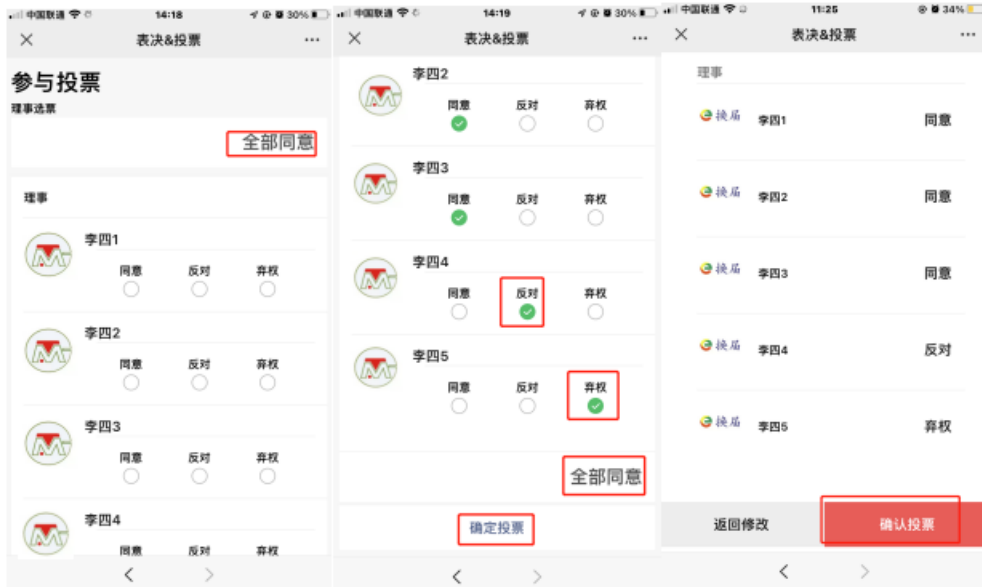 中国联通
14:18
30%
表决&投票
参与投票
理事选票
全部同意
理事
李四1
同意 反对 弃权
李四2
同意 反对 弃权
李四3
同意 反对 弃权
李四4
同意 反对 弃权
中国联通
14:19
30%
表决&投票
李四2
同意 反对 弃权
李四3
同意 反对 弃权
李四4
同意 反对 弃权
李四5
同意 反对 弃权
全部同意
确定投票
中国联通
11:25
34%
表决&投票
理事
e换届 李四1 同意
e换届 李四2 同意
e换届 李四3 同意
e换届 李四4 反对
e换届 李四5 弃权
返回修改 确认投票